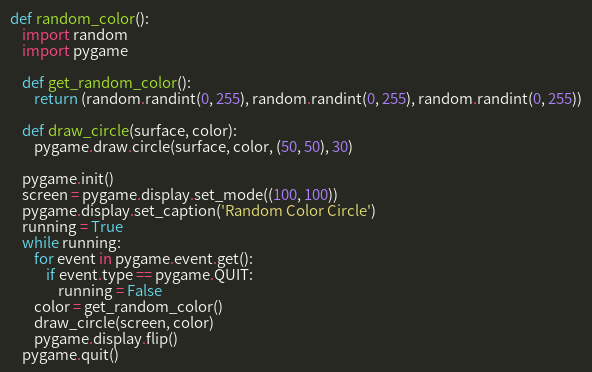 def random_color():
    import random
    import pygame

    def get_random_color():
        return (random.randint(0, 255), random.randint(0, 255), random.randint(0, 255))

    def draw_circle(surface, color):
        pygame.draw.circle(surface, color, (50, 50), 30)

    pygame.init()
    screen = pygame.display.set_mode((100, 100))
    pygame.display.set_caption('Random Color Circle')
    running = True
    while running:
        for event in pygame.event.get():
            if event.type == pygame.QUIT:
                running = False
        color = get_random_color()
        draw_circle(screen, color)
        pygame.display.flip()
    pygame.quit()